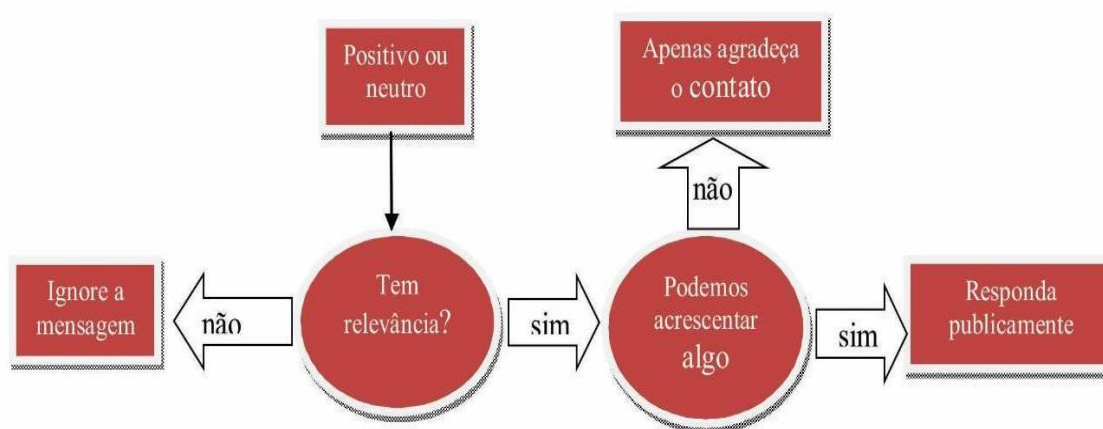 Positivo ou
neutro
Apenas agradeça
o contato
não
Ignore a
mensagem
não
Tem
relevância?
sim
Podemos
acrescentar
algo
sim
Responda
publicamente